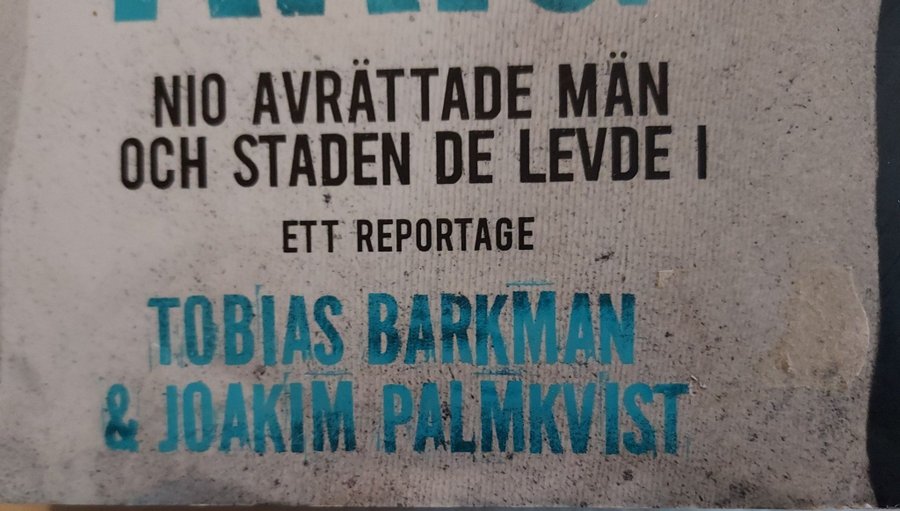 NIO AVRÄTTADE MÄN
OCH STADEN DE LEVDE I
ETT REPORTAGE
TOBIAS BARKMAN
& JOAKIM PALMKVIST